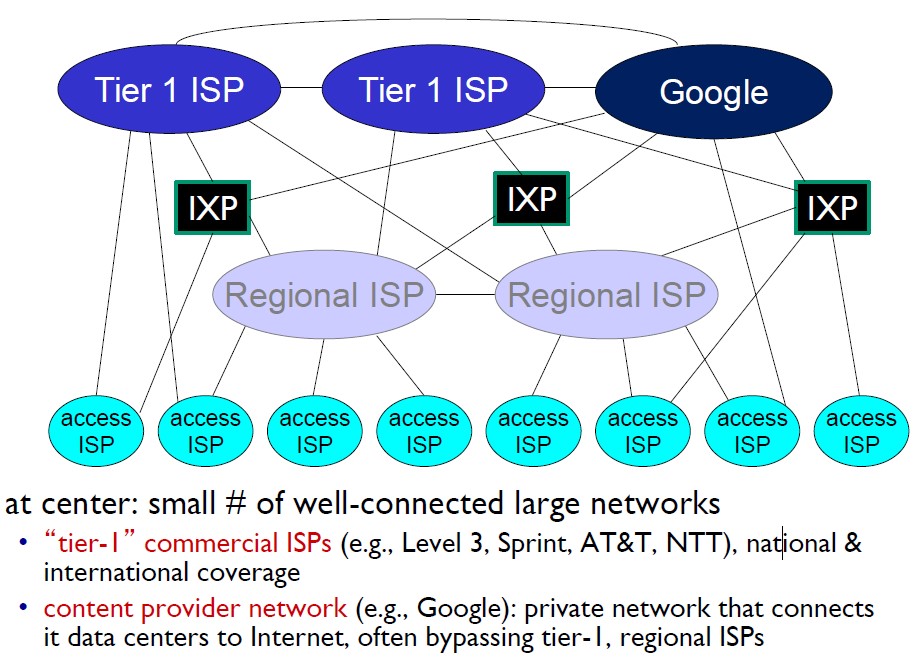 Tier 1 ISP
Tier 1 ISP
Google
IXP
IXP
IXP
Regional ISP
Regional ISP
access
ISP
access
ISP
access
ISP
access
ISP
access
ISP
access
ISP
access
ISP
access
ISP
at center: small # of well-connected large networks
• “tier-1” commercial ISPs (e.g., Level 3, Sprint, AT&T, NTT), national &
international coverage
• content provider network (e.g., Google): private network that connects
it data centers to Internet, often bypassing tier-1, regional ISPs